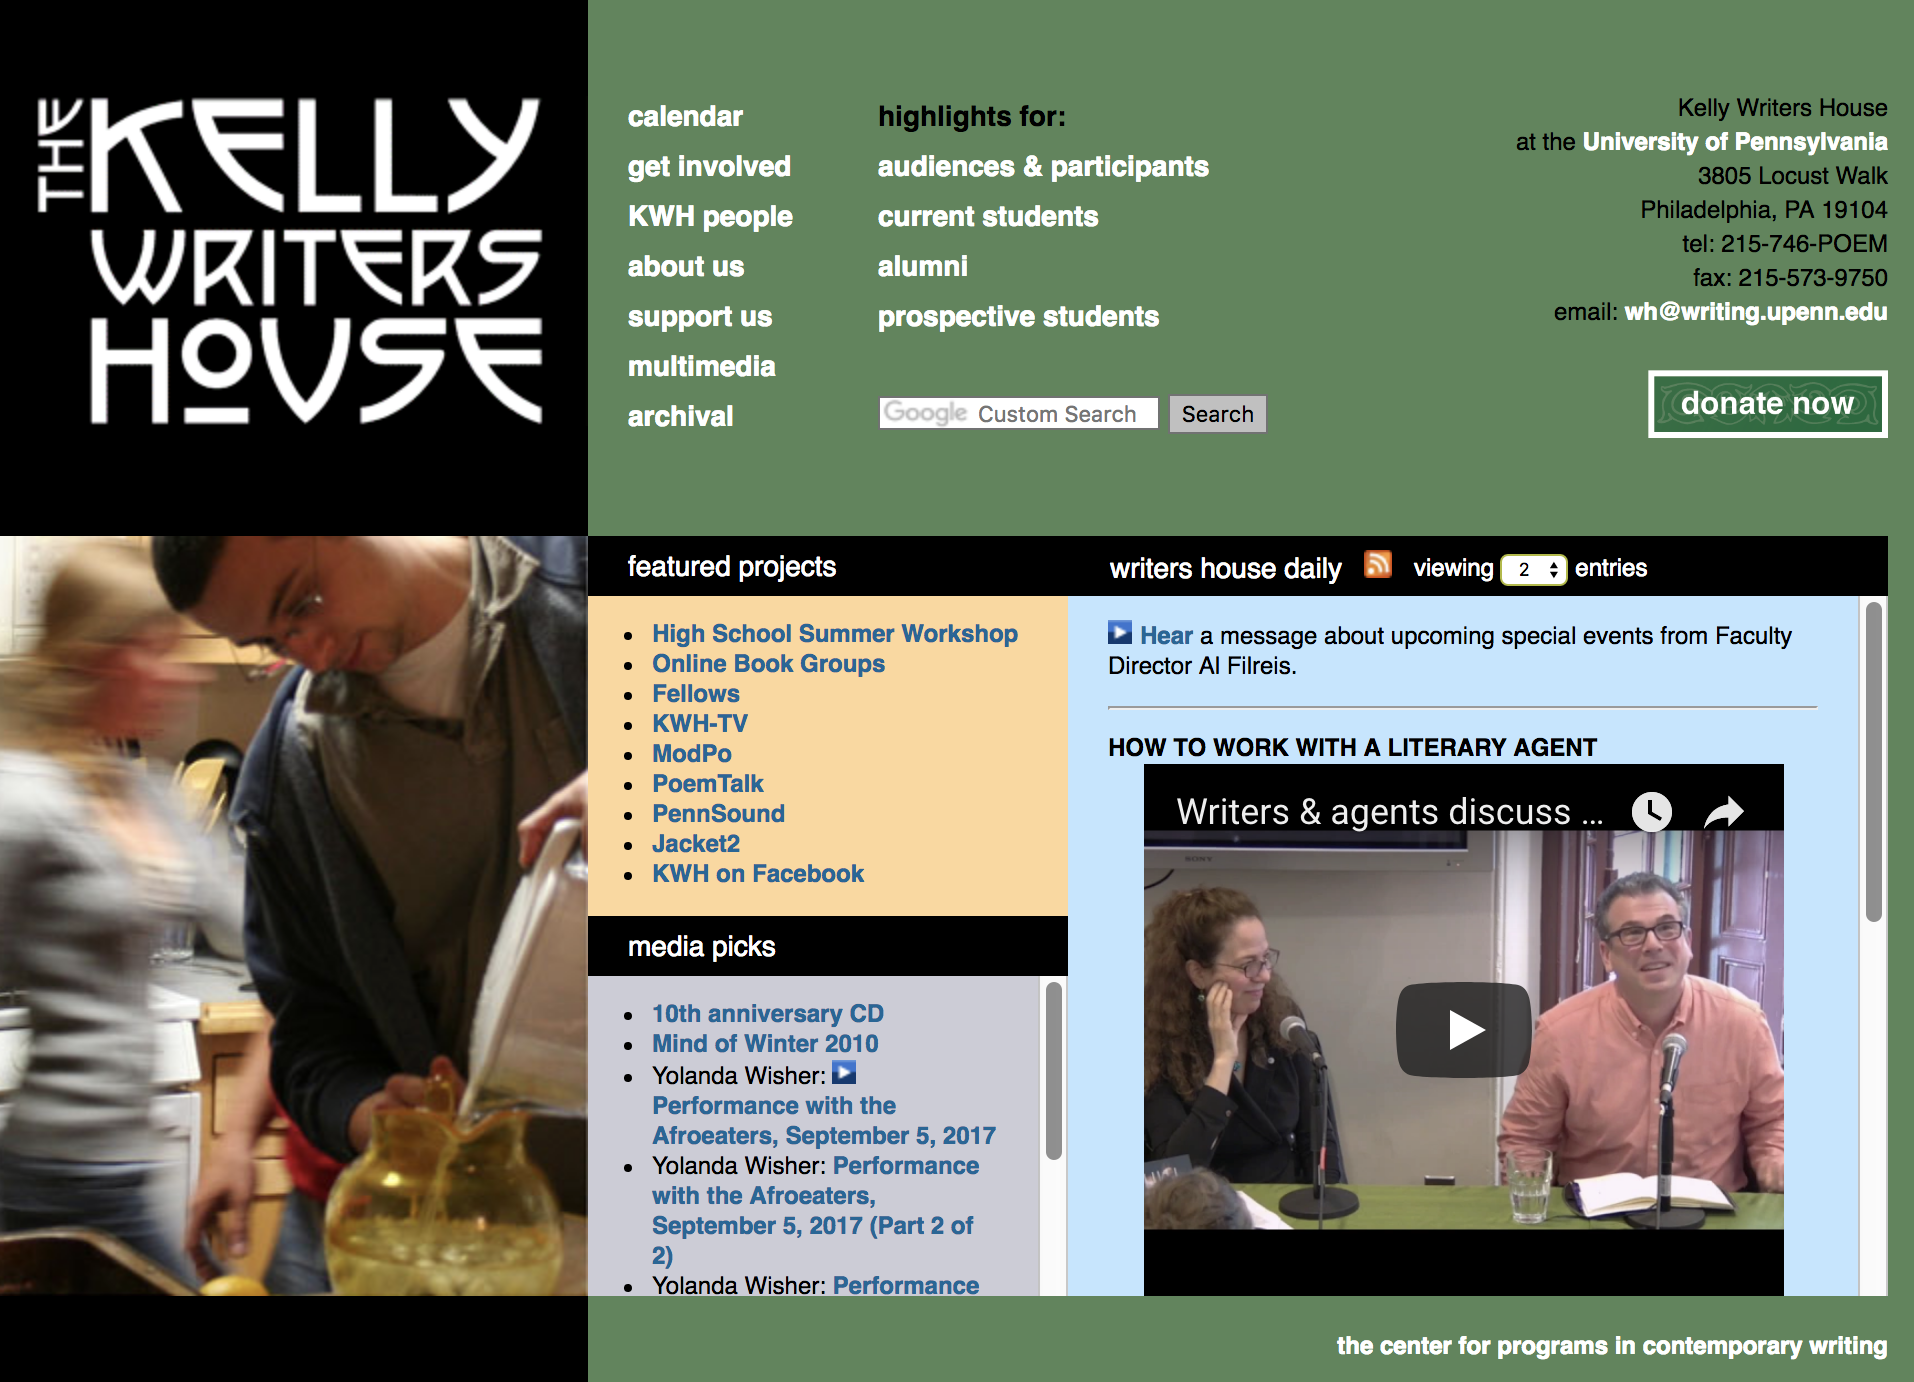 THE KELLY
WRITERS
HOUSE
calendar
get involved
KWH people
about us
support us
multimedia
archival
highlights for:
audiences & participants
current students
alumni
prospective students
Google Custom Search
Search
Kelly Writers House
at the University of Pennsylvania
3805 Locust Walk
Philadelphia, PA 19104
tel: 215-746-POEM
fax: 215-573-9750
email: wh@writing.upenn.edu
donate now
featured projects
High School Summer Workshop
Online Book Groups
Fellows
KWH-TV
ModPo
PoemTalk
PennSound
Jacket2
KWH on Facebook
media picks
10th anniversary CD
Mind of Winter 2010
Yolanda Wisher:
Performance with the
Afroeaters, September 5, 2017
Yolanda Wisher: Performance
with the Afroeaters,
September 5, 2017 (Part 2 of
2)
Yolanda Wisher: Performance
writers house daily viewing 2 entries
Hear a message about upcoming special events from Faculty
Director Al Filreis.
HOW TO WORK WITH A LITERARY AGENT
Writers & agents discuss ...
SONY
the center for programs in contemporary writing